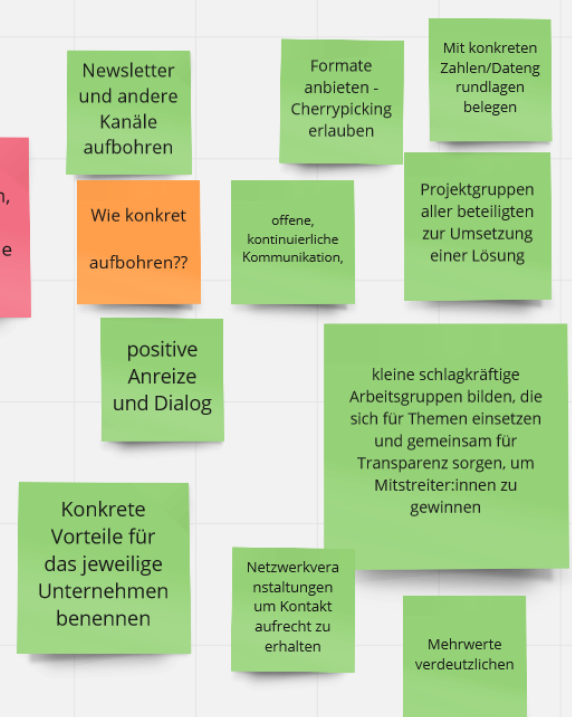 Newsletter
und andere
Kanäle
aufbohren
Formate
anbieten -
Cherrypicking
erlauben
Mit konkreten
Zahlen/Dateng
rundlagen
belegen
n,
e
Wie konkret
aufbohren??
offene,
kontinuierliche
Kommunikation,
Projektgruppen
aller beteiligten
zur Umsetzung
einer Lösung
positive
Anreize
und Dialog
kleine schlagkräftige
Arbeitsgruppen bilden, die
sich für Themen einsetzen
und gemeinsam für
Transparenz sorgen, um
Mitstreiter:innen zu
gewinnen
Konkrete
Vorteile für
das jeweilige
Unternehmen
benennen
Netzwerkvera
nstaltungen
um Kontakt
aufrecht zu
erhalten
Mehrwerte
verdeutzlichen